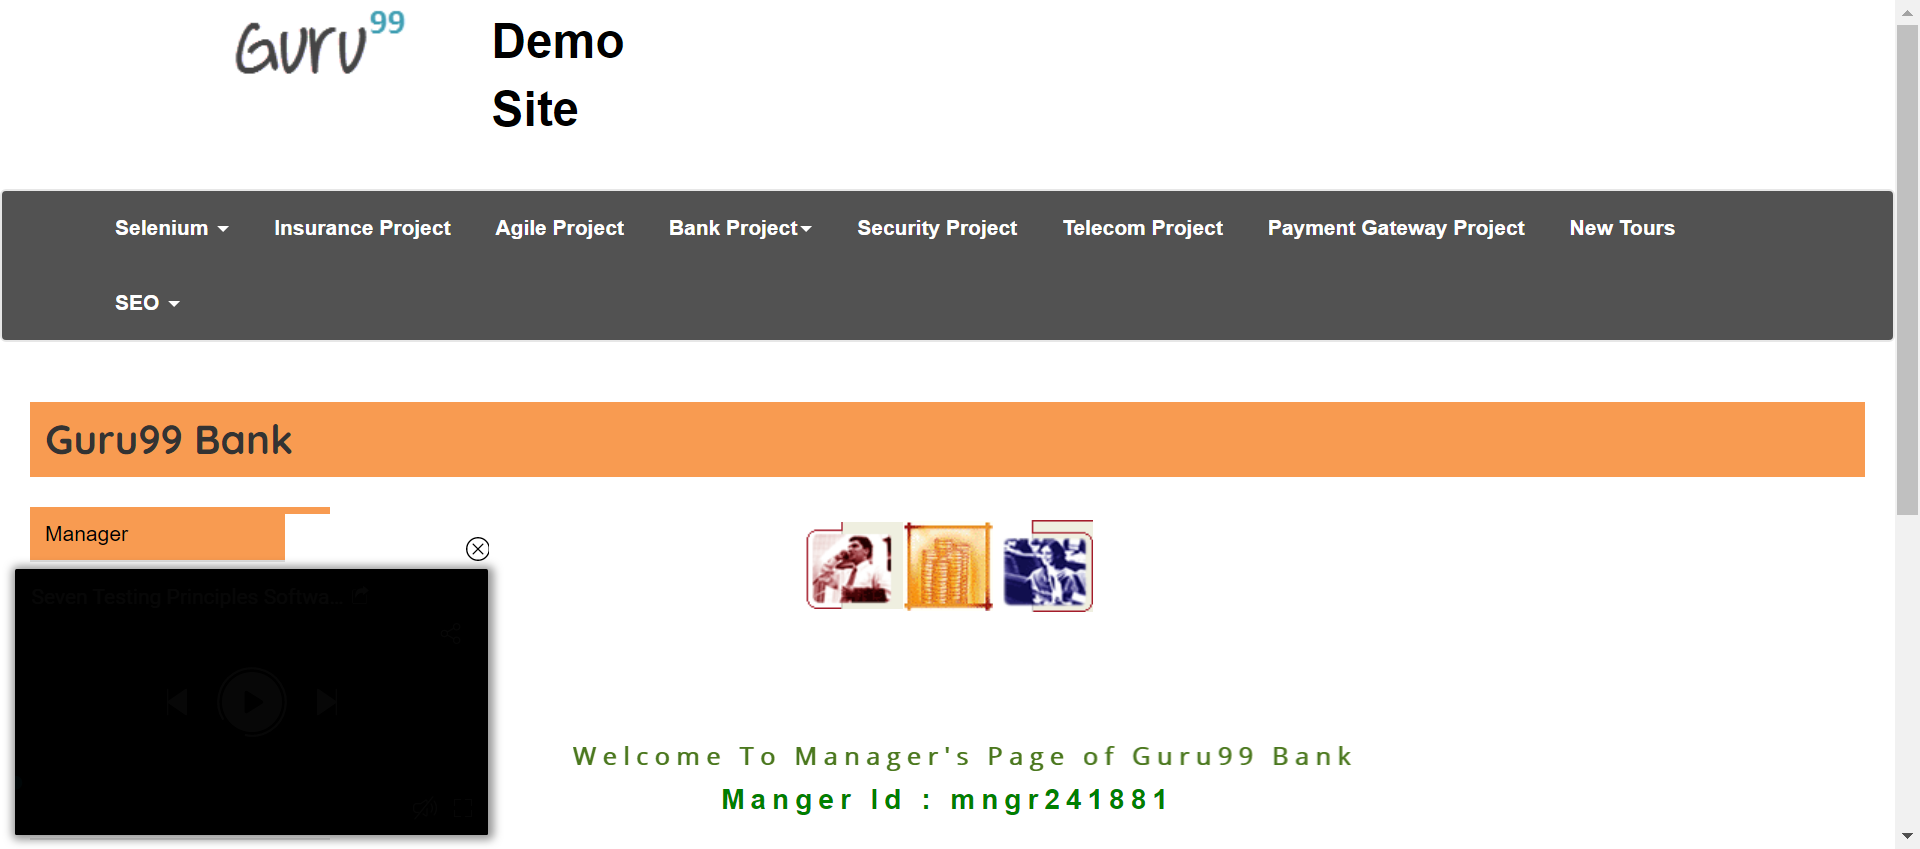 Guru99
Demo
Site
Selenium
Insurance Project
Agile Project
Bank Project
Security Project
Telecom Project
Payment Gateway Project
New Tours
SEO
Guru99 Bank
Manager
Seven Testing Principles Softwa...
Welcome To Manager's Page of Guru99 Bank
Manger Id : mngr241881